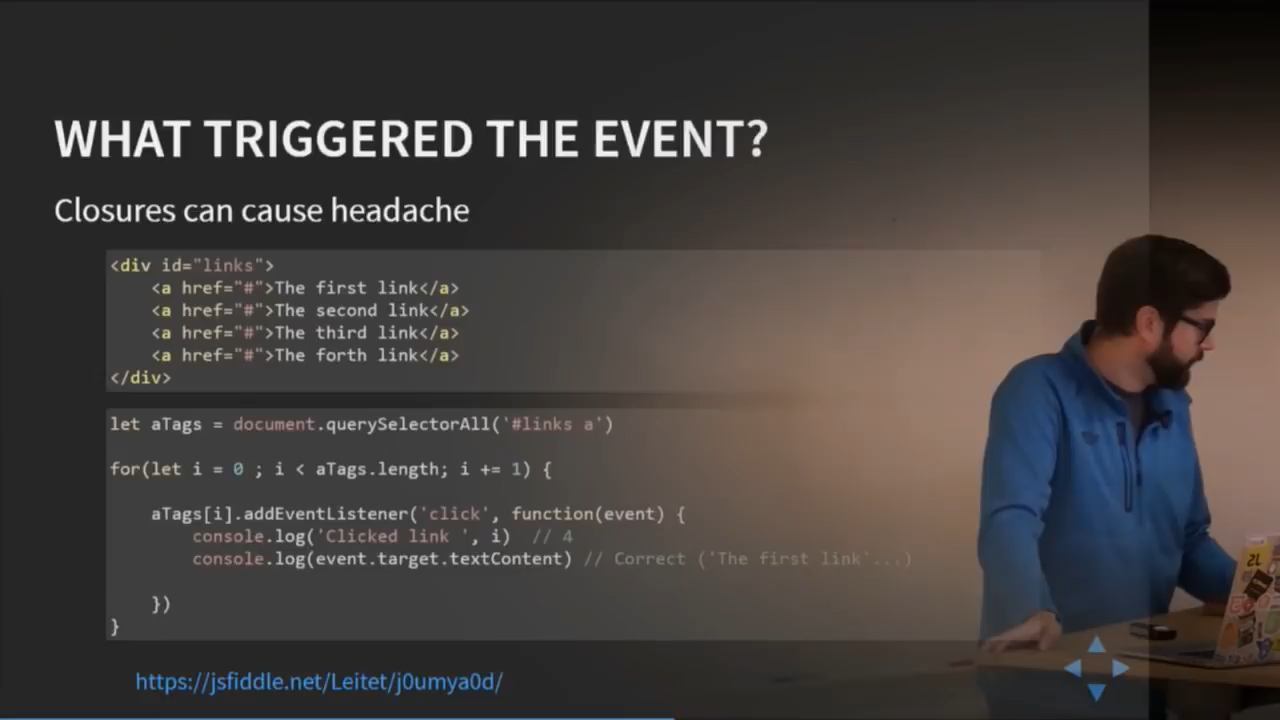 WHAT TRIGGERED THE EVENT?
Closures can cause headache
<div id="links">
    <a href="#">The first link</a>
    <a href="#">The second link</a>
    <a href="#">The third link</a>
    <a href="#">The forth link</a>
</div>
let aTags = document.querySelectorAll('#links a')
for(let i = 0 ; i < aTags.length; i += 1) {
    aTags[i].addEventListener('click', function(event) {
        console.log('Clicked link ', i)  // 4
        console.log(event.target.textContent) // Correct ('The first link'...)
    })
}
https://jsfiddle.net/Leitet/j0umya0d/
2L